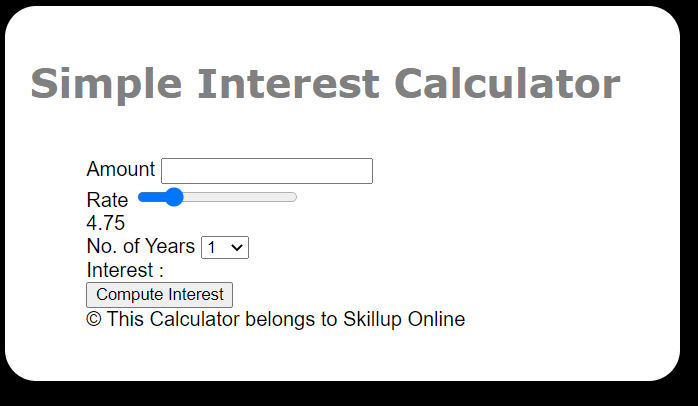 Simple Interest Calculator
Amount
Rate
4.75
No. of Years 1
Interest :
Compute Interest
© This Calculator belongs to Skillup Online